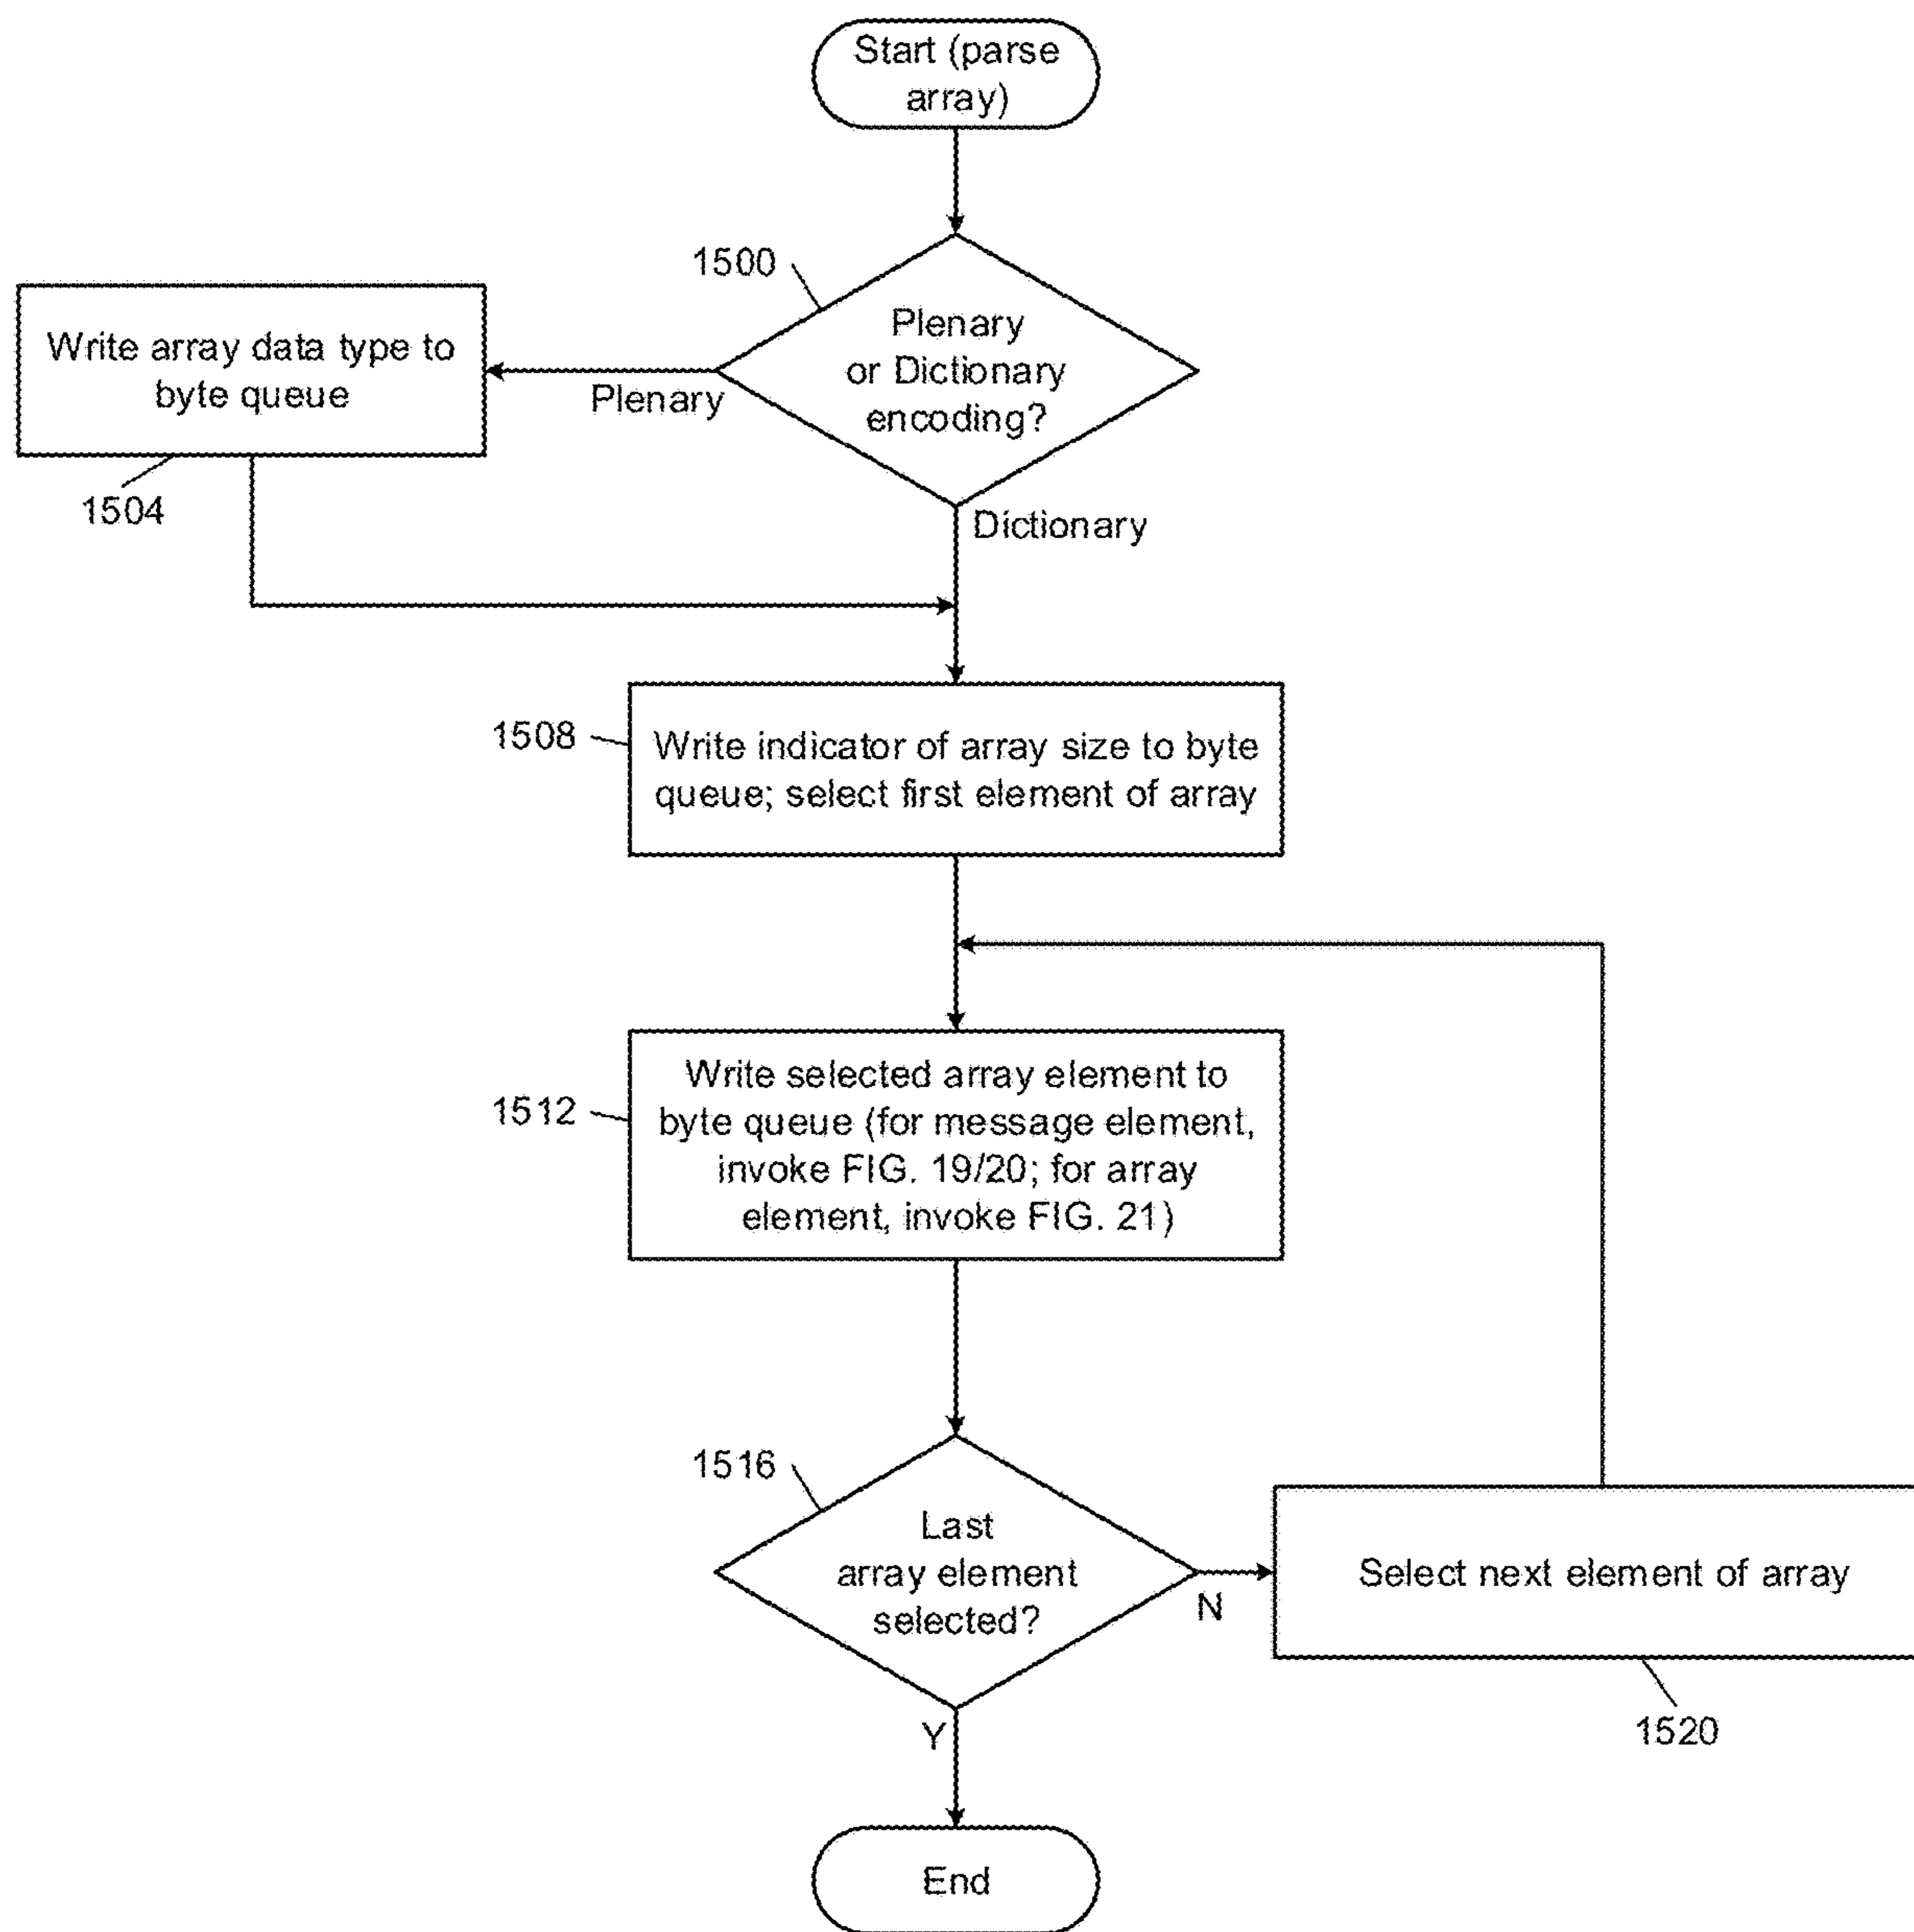 Start (parse
array)
1500
Plenary
or Dictionary
encoding?
Write array data type to
byte queue
Plenary
1504
Dictionary
1508
Write indicator of array size to byte
queue; select first element of array
1512
Write selected array element to
byte queue (for message element,
invoke FIG. 19/20; for array
element, invoke FIG. 21)
1516
Last
array element
selected?
N
Select next element of array
1520
Y
End